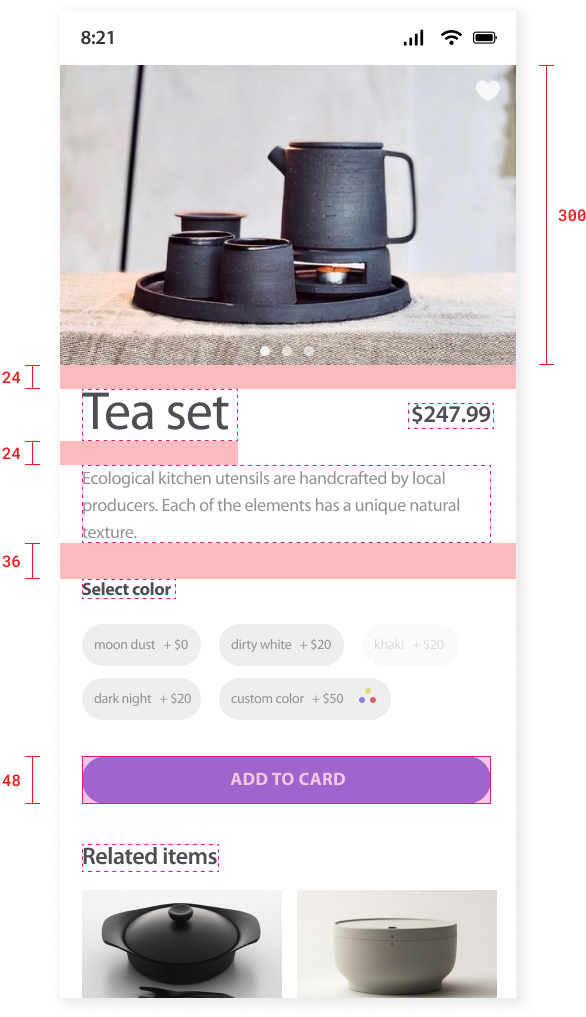 8:21
300
24
Tea set
$247.99
24
Ecological kitchen utensils are handcrafted by local
producers. Each of the elements has a unique natural
texture.
36
Select color
moon dust + $0
dirty white + $20
khaki + $20
dark night + $20
custom color + $50
48
ADD TO CARD
Related items